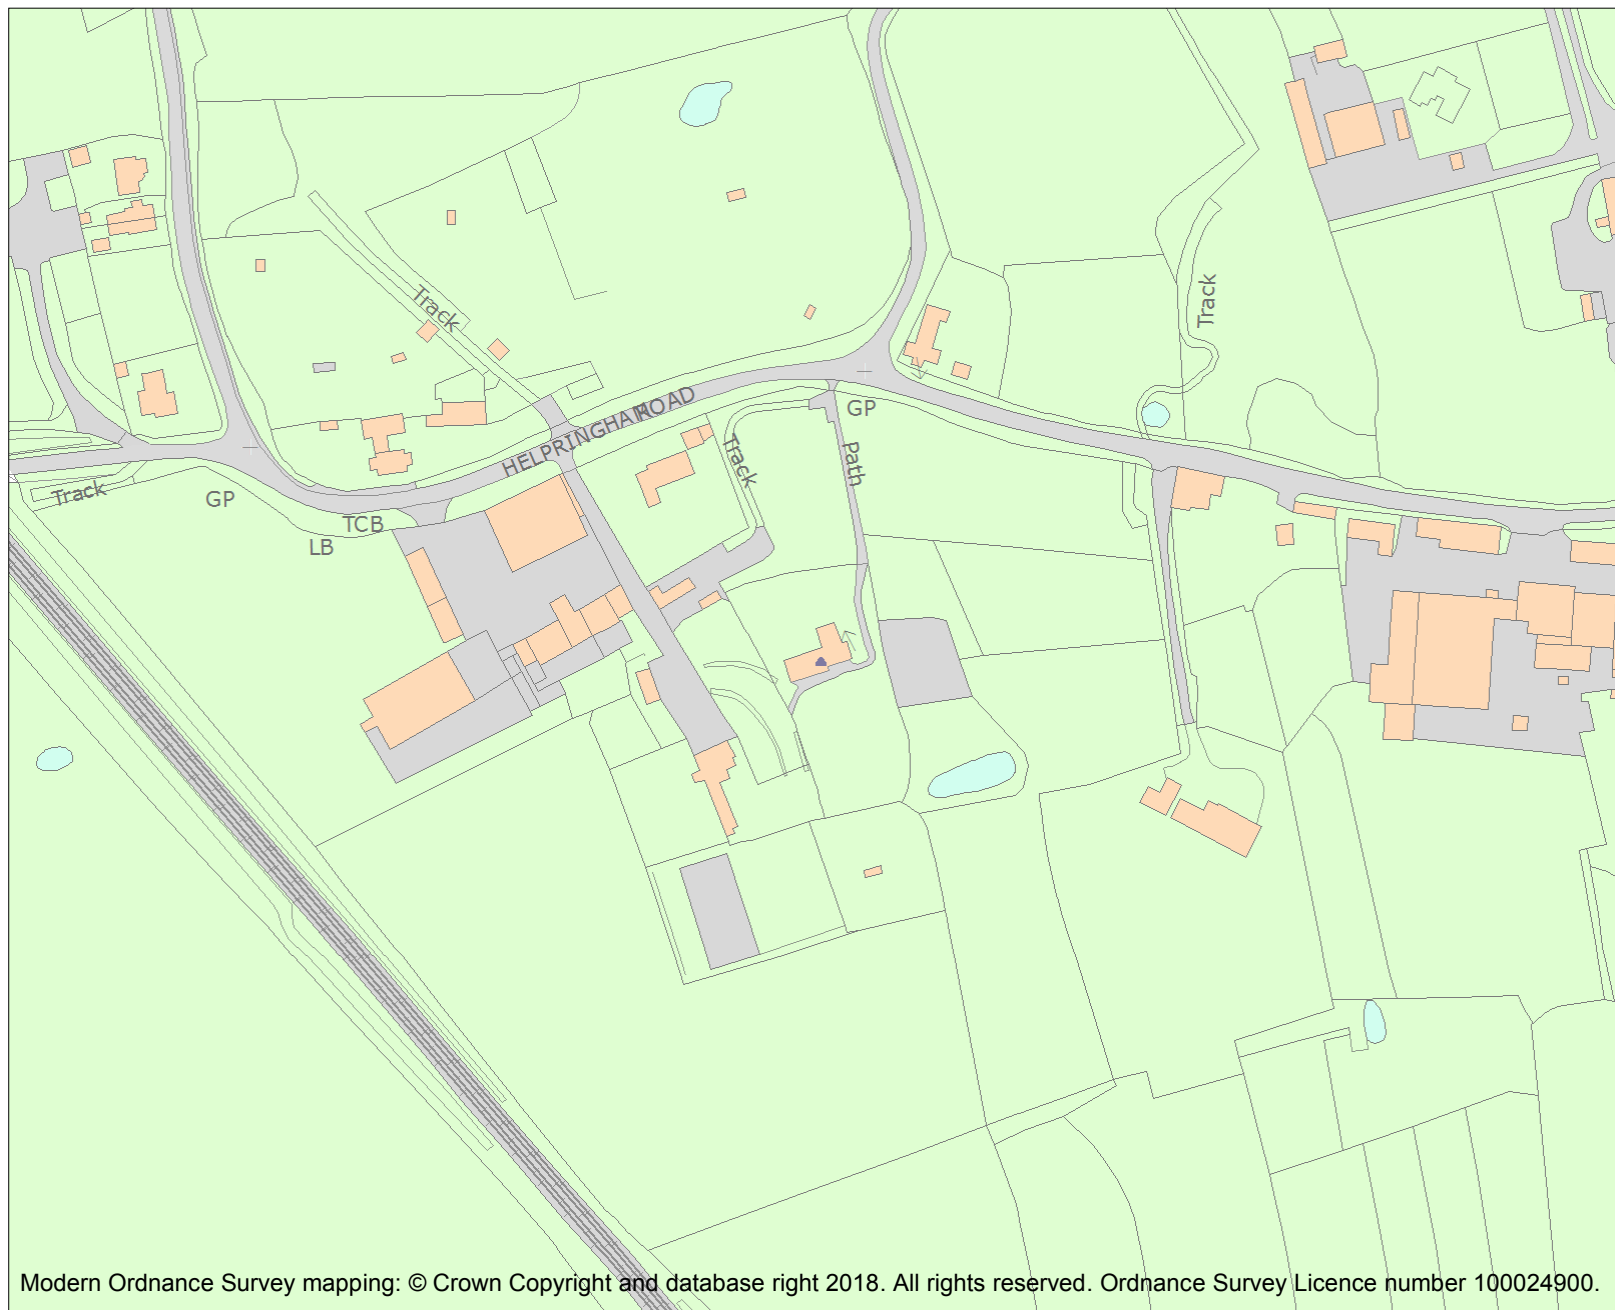 Track
Track
HELPRINGHAM ROAD
GP
Track
Path
Track
GP
TCB
LB
Modern Ordnance Survey mapping: © Crown Copyright and database right 2018. All rights reserved. Ordnance Survey Licence number 100024900.